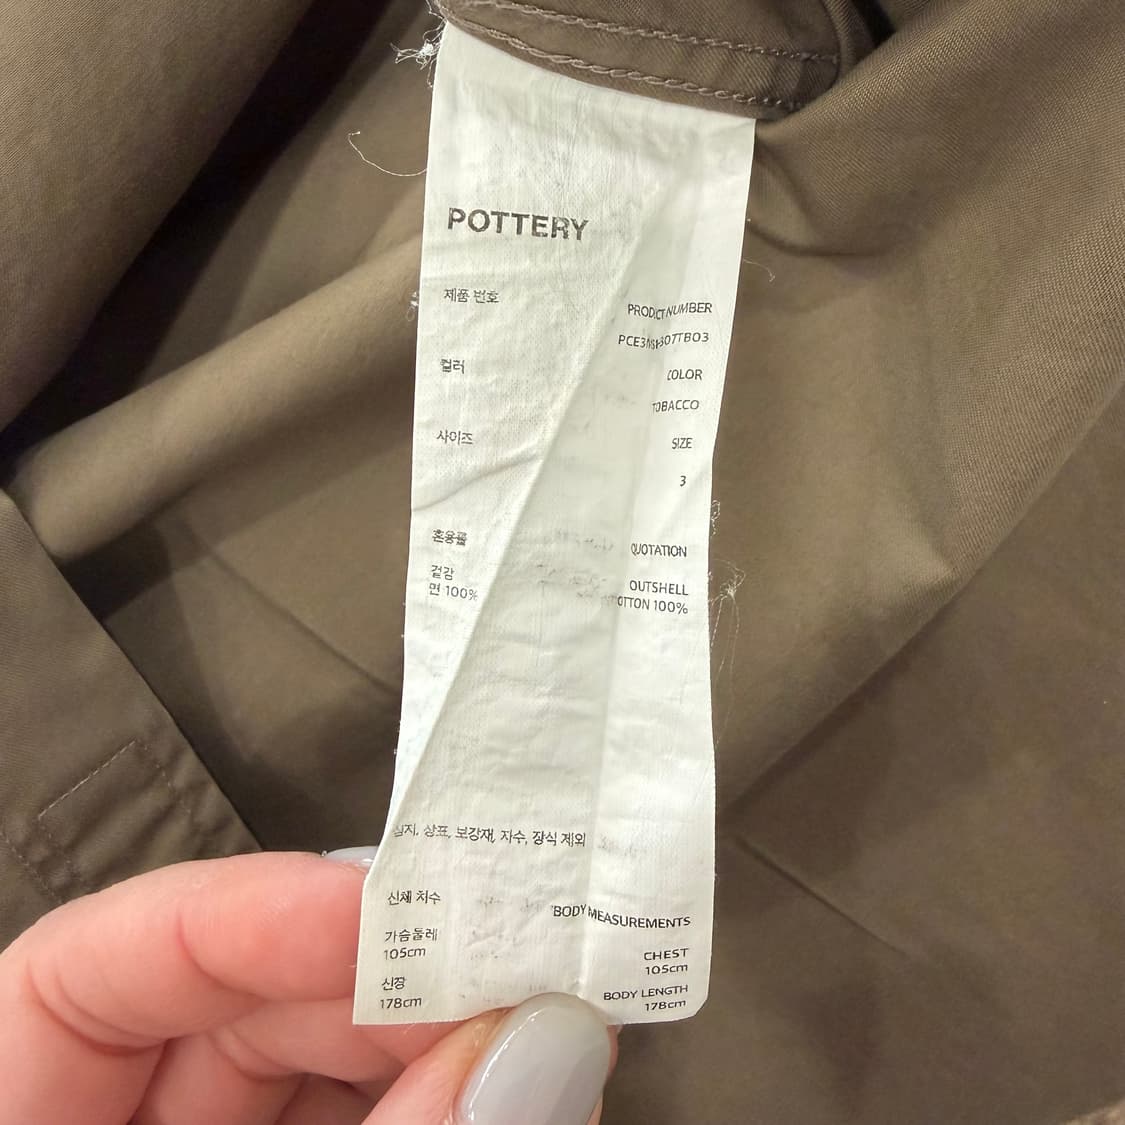 POTTERY
제품 번호
PRODUCT NUMBER
컬러
COLOR
TOBACCO
사이즈
SIZE
3
혼용률
QUOTATION
겉감
OUTSHELL
면 100%
COTTON 100%
심지, 상표, 보강재, 자수, 장식 제외
신체 치수
BODY MEASUREMENTS
가슴둘레
CHEST
105cm
105cm
신장
BODY LENGTH
178cm
178cm